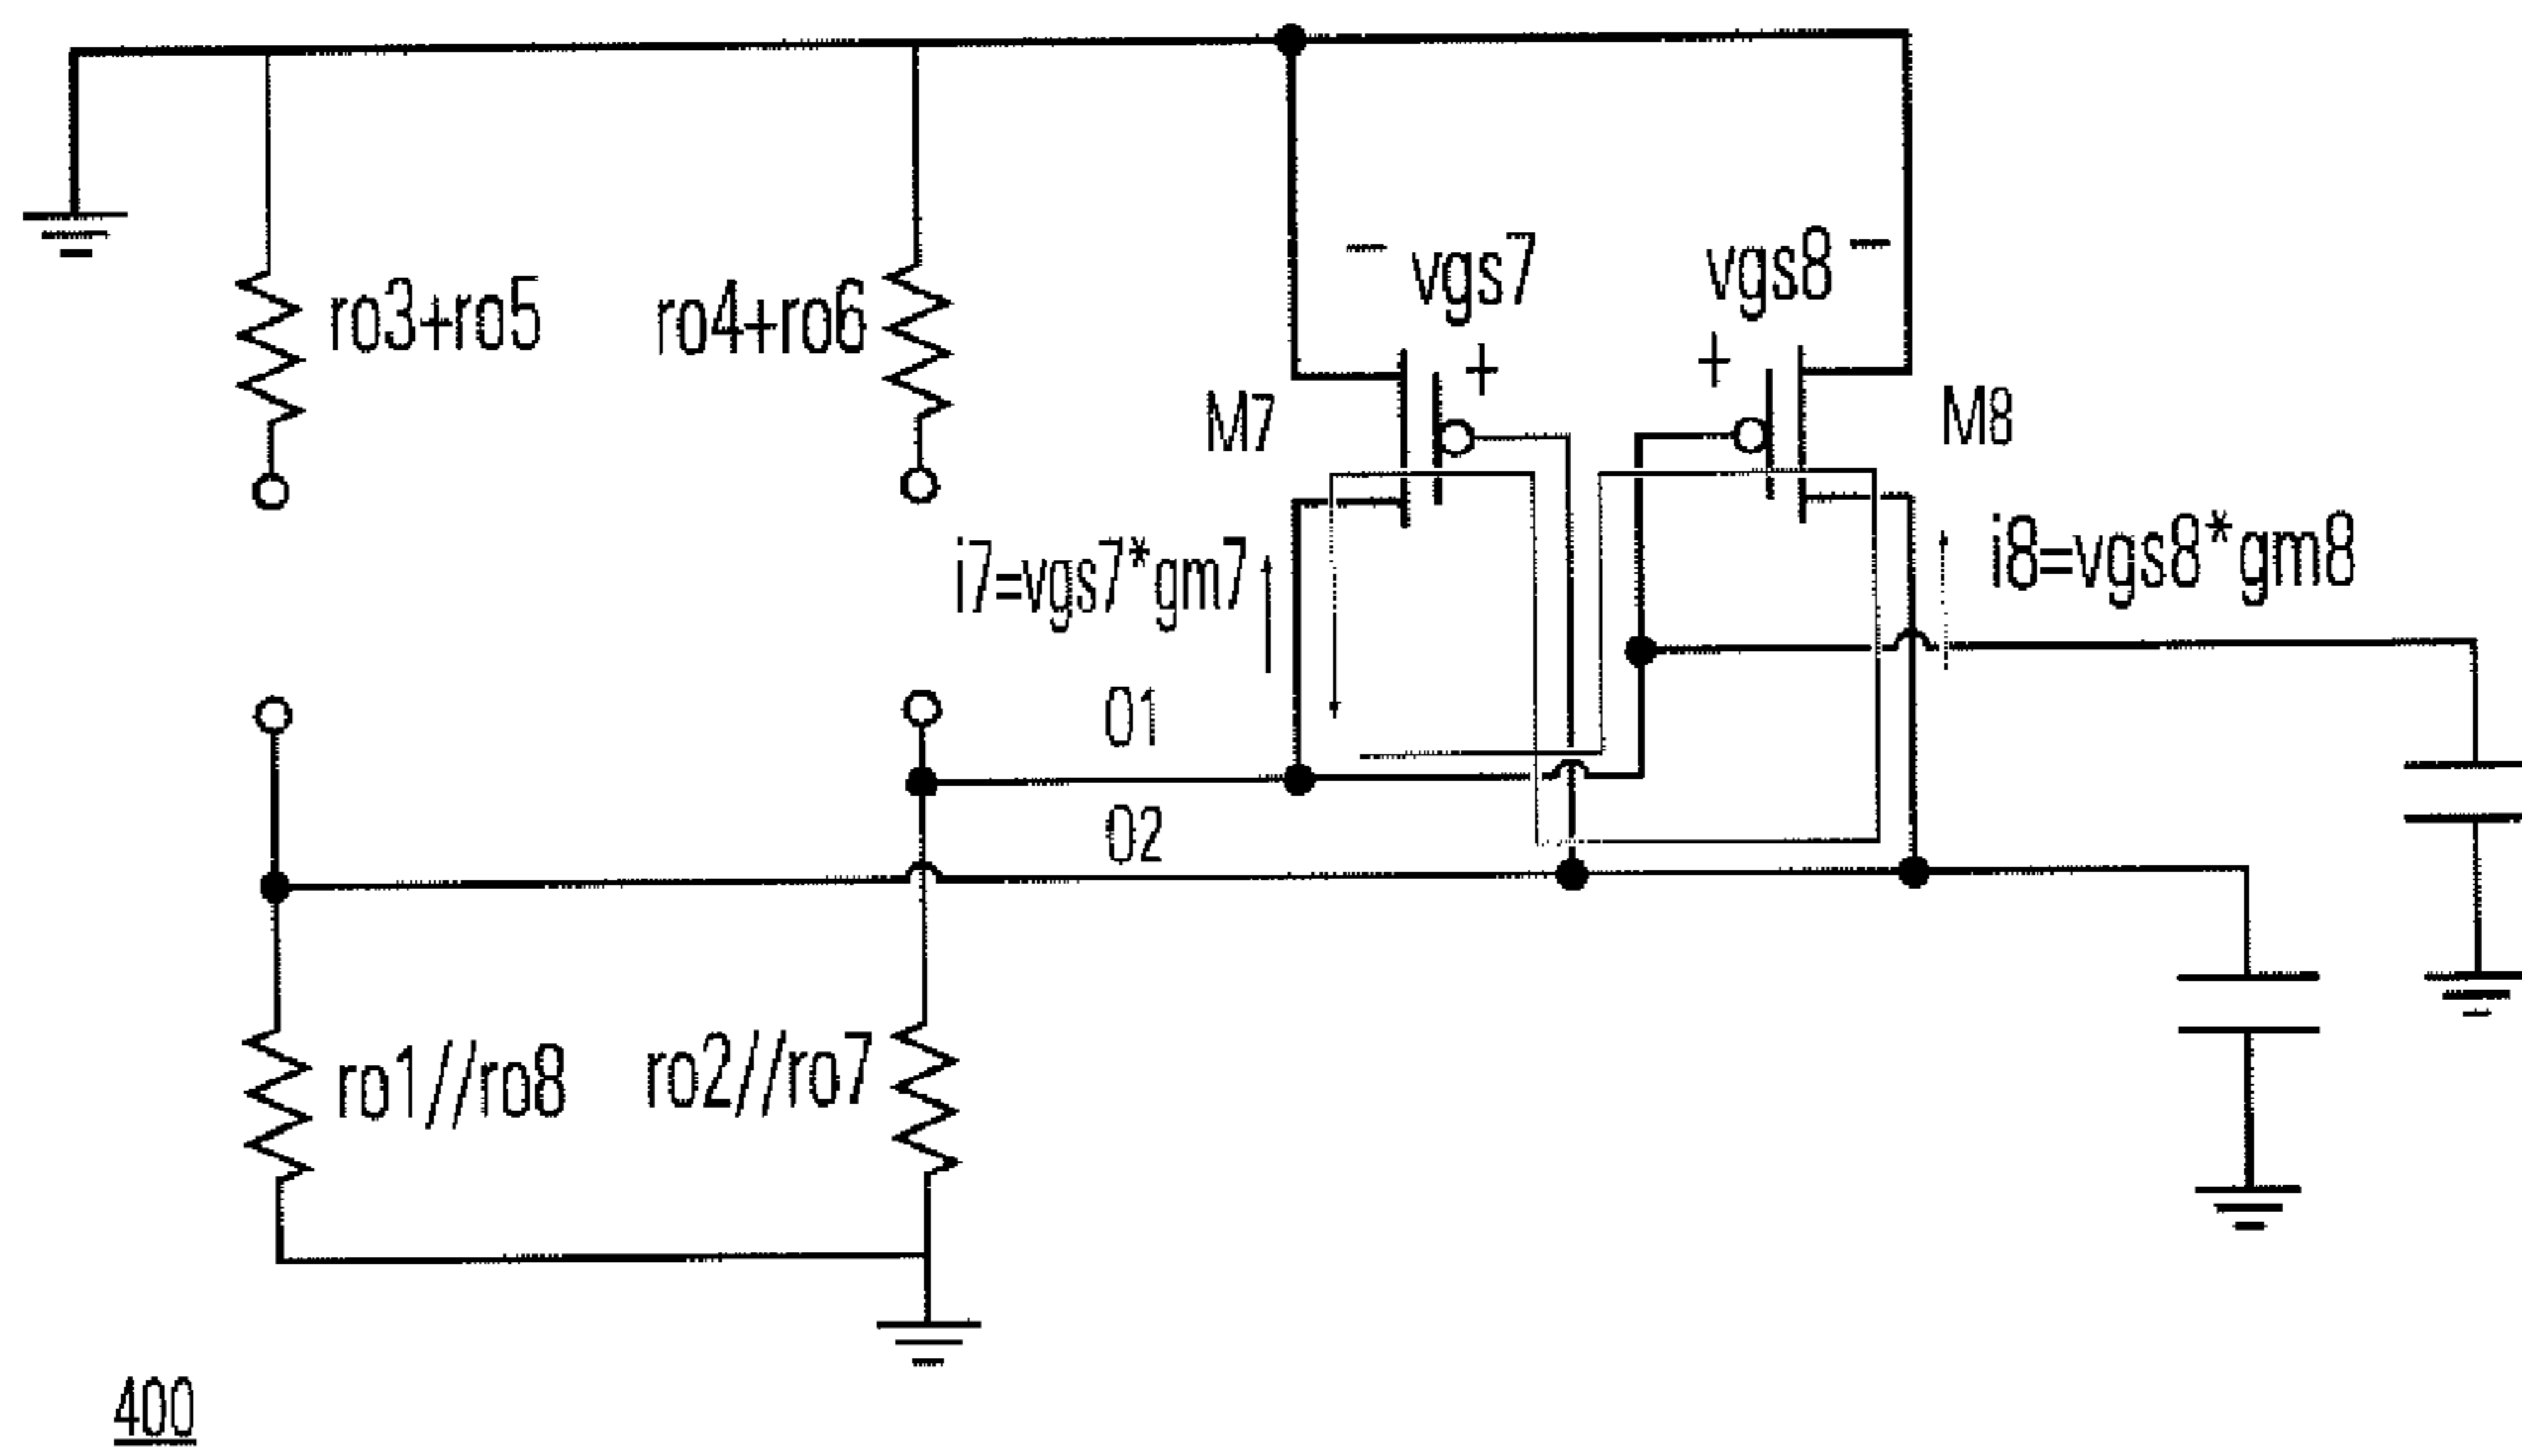 - vgs7
vgs8 -
ro3+ro5
ro4+ro6
+
+
M7
M8
i7=vgs7*gm7
i8=vgs8*gm8
O1
O2
ro1//ro8
ro2//ro7
400